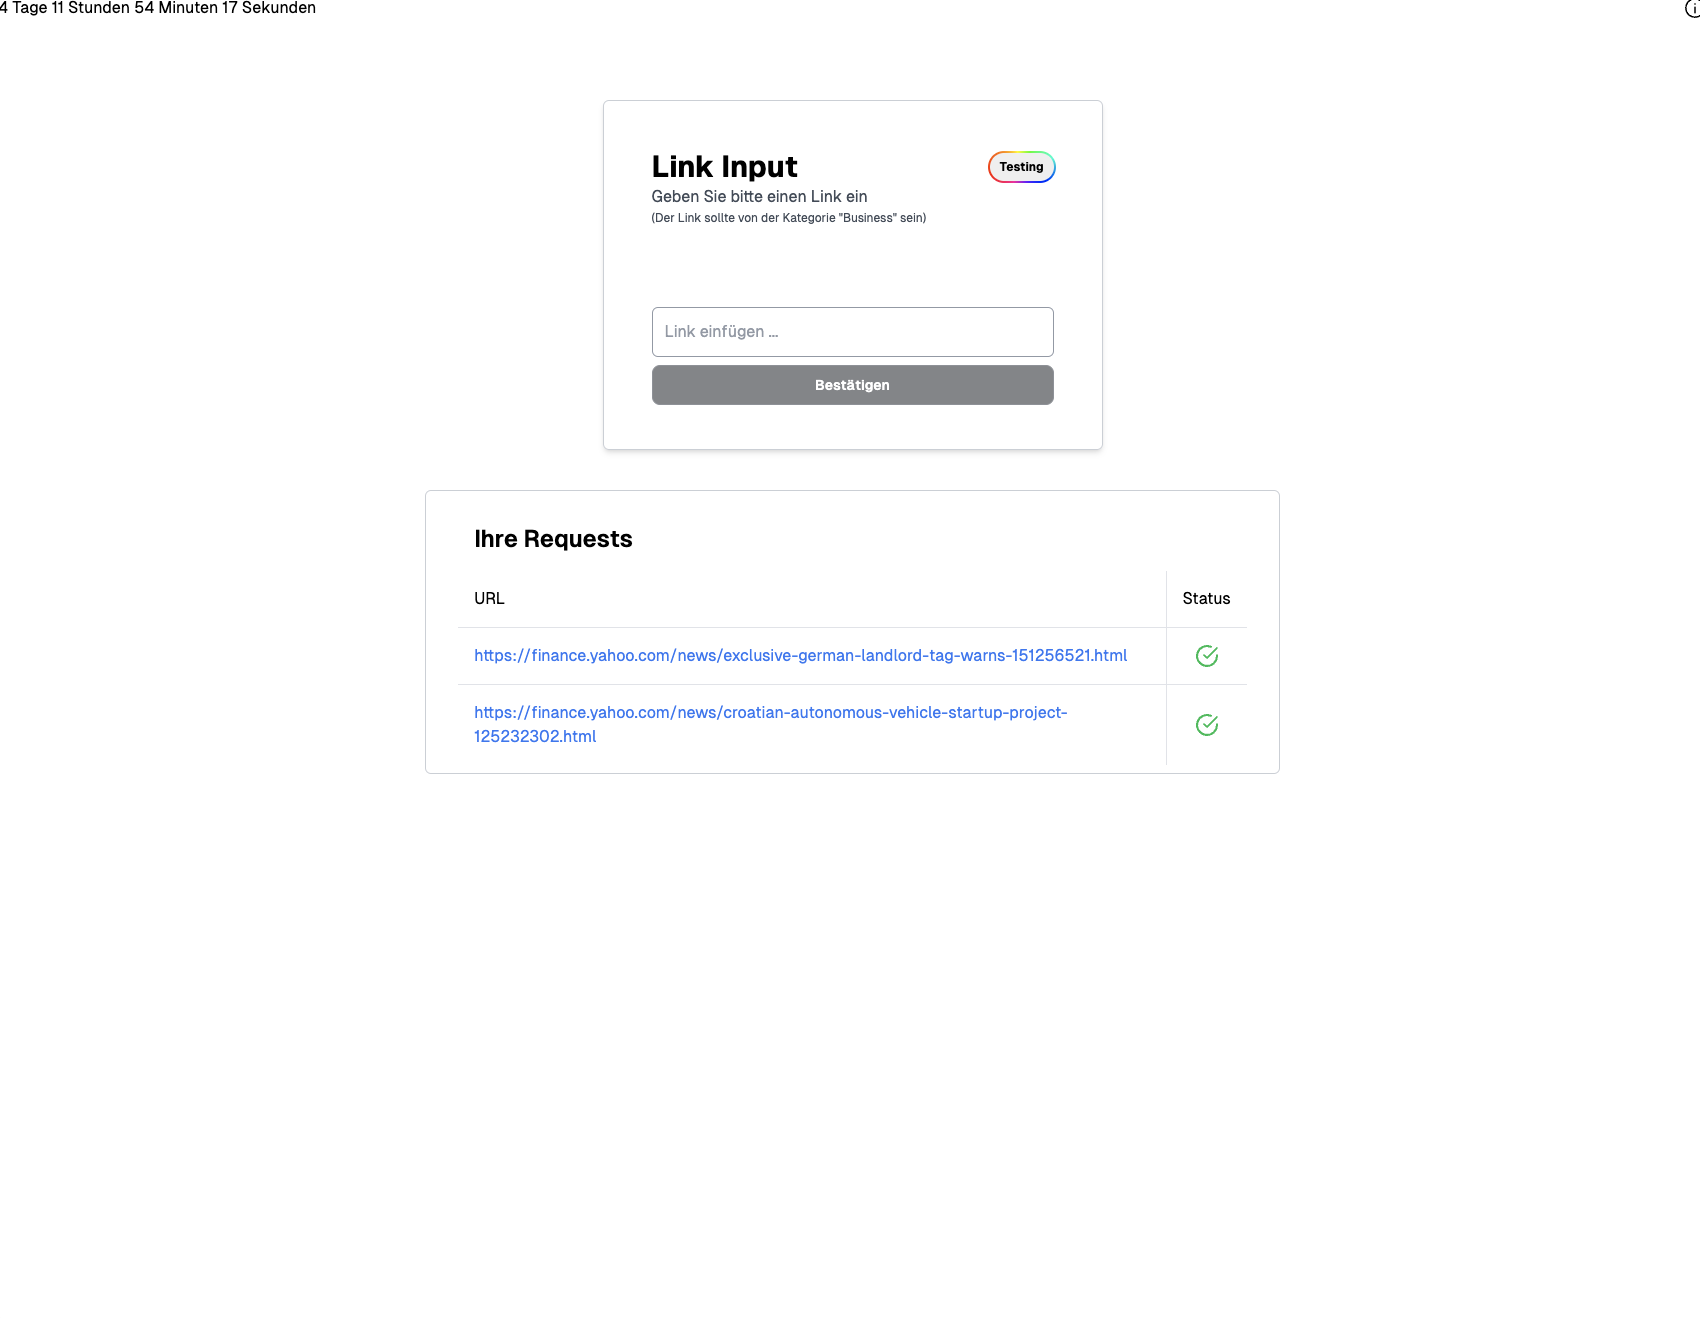 4 Tage 11 Stunden 54 Minuten 17 Sekunden
Link Input
Testing
Geben Sie bitte einen Link ein
(Der Link sollte von der Kategorie "Business" sein)
Link einfügen ...
Bestätigen
Ihre Requests
URL
Status
https://finance.yahoo.com/news/exclusive-german-landlord-tag-warns-151256521.html
https://finance.yahoo.com/news/croatian-autonomous-vehicle-startup-project-
125232302.html